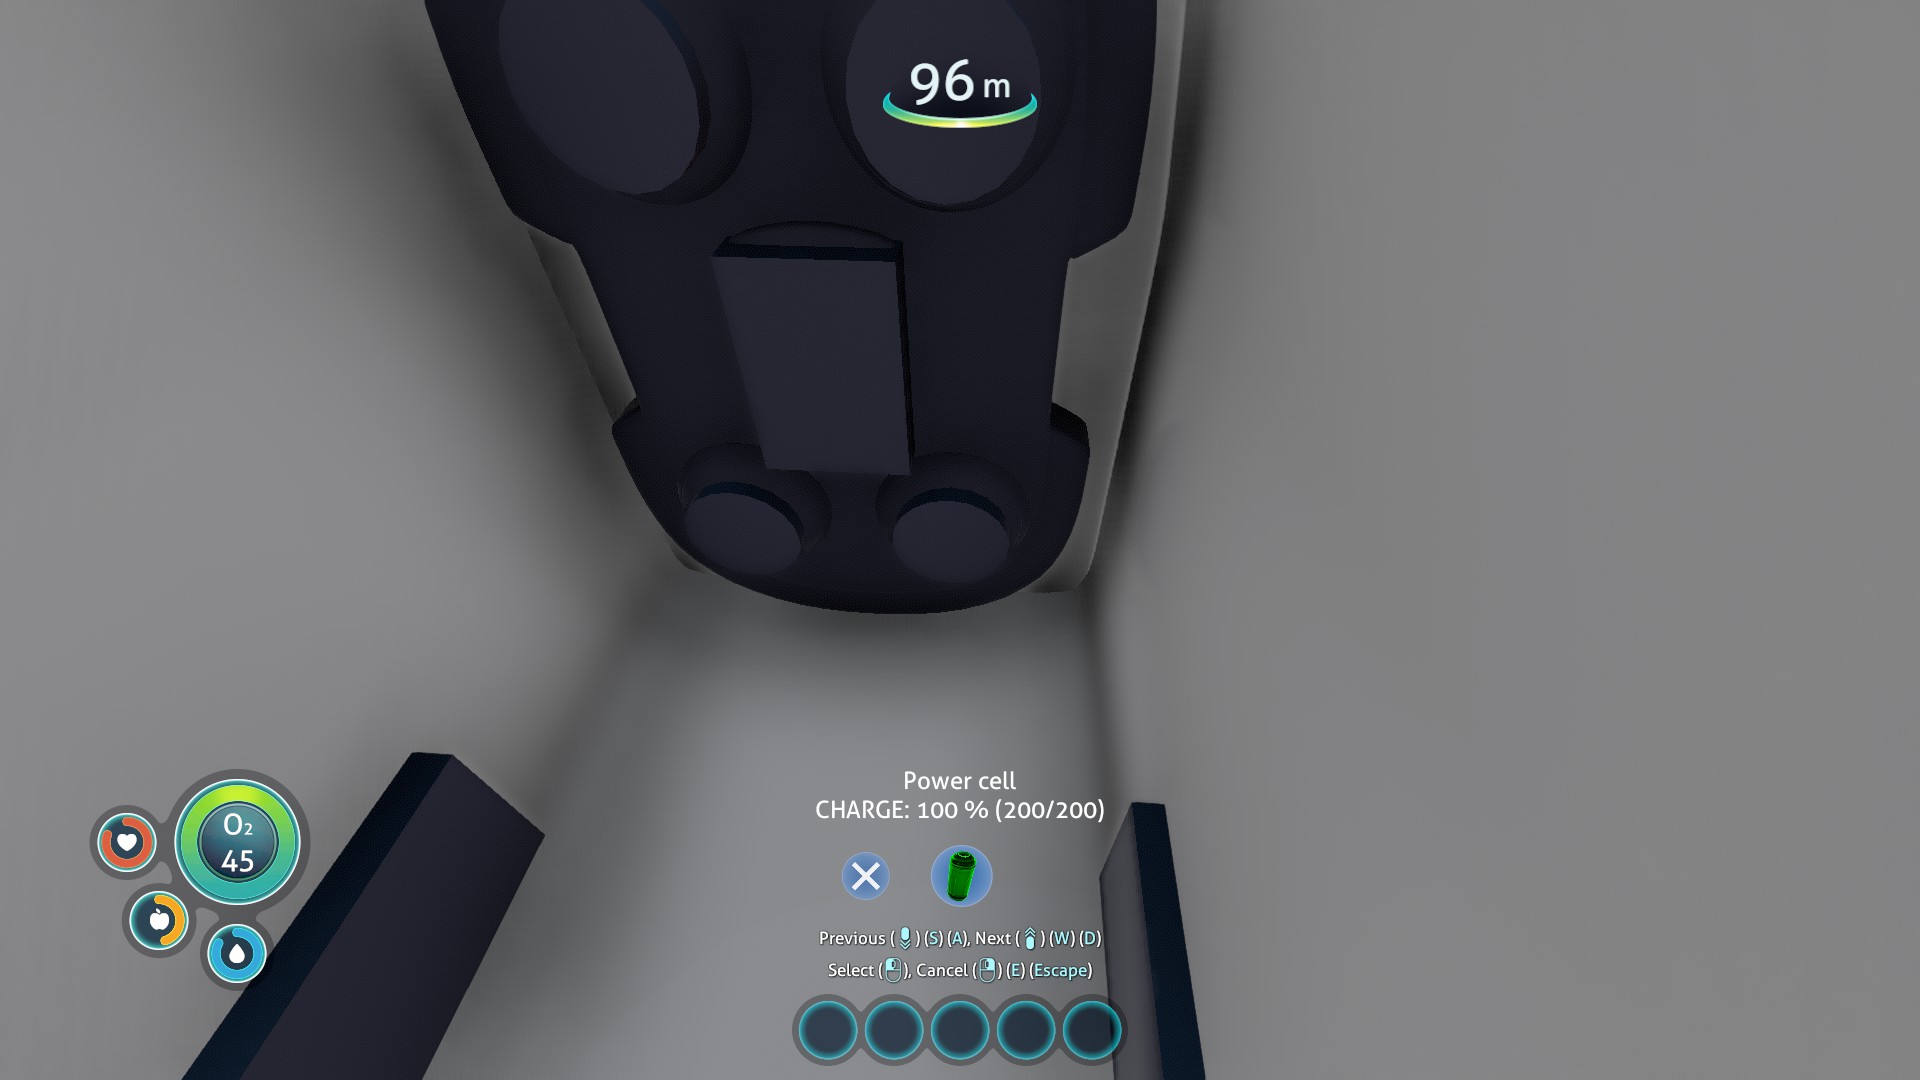 96 m
Power cell
CHARGE: 100 % (200/200)
O2
45
Previous ( ) (S) (A), Next ( ) (W) (D)
Select ( ), Cancel ( ) (E) (Escape)